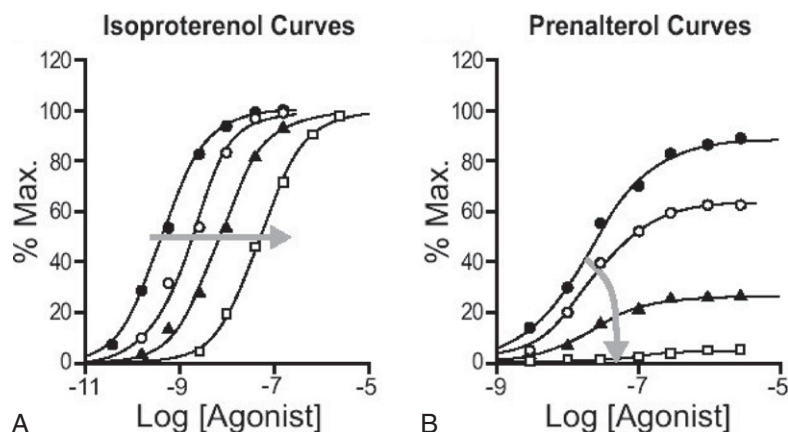 Isoproterenol Curves
120
100
80
60
40
20
0
% Max.
-11
-9
-7
-5
Log [Agonist]
A
Prenalterol Curves
120
100
80
60
40
20
0
% Max.
-9
-7
-5
Log [Agonist]
B